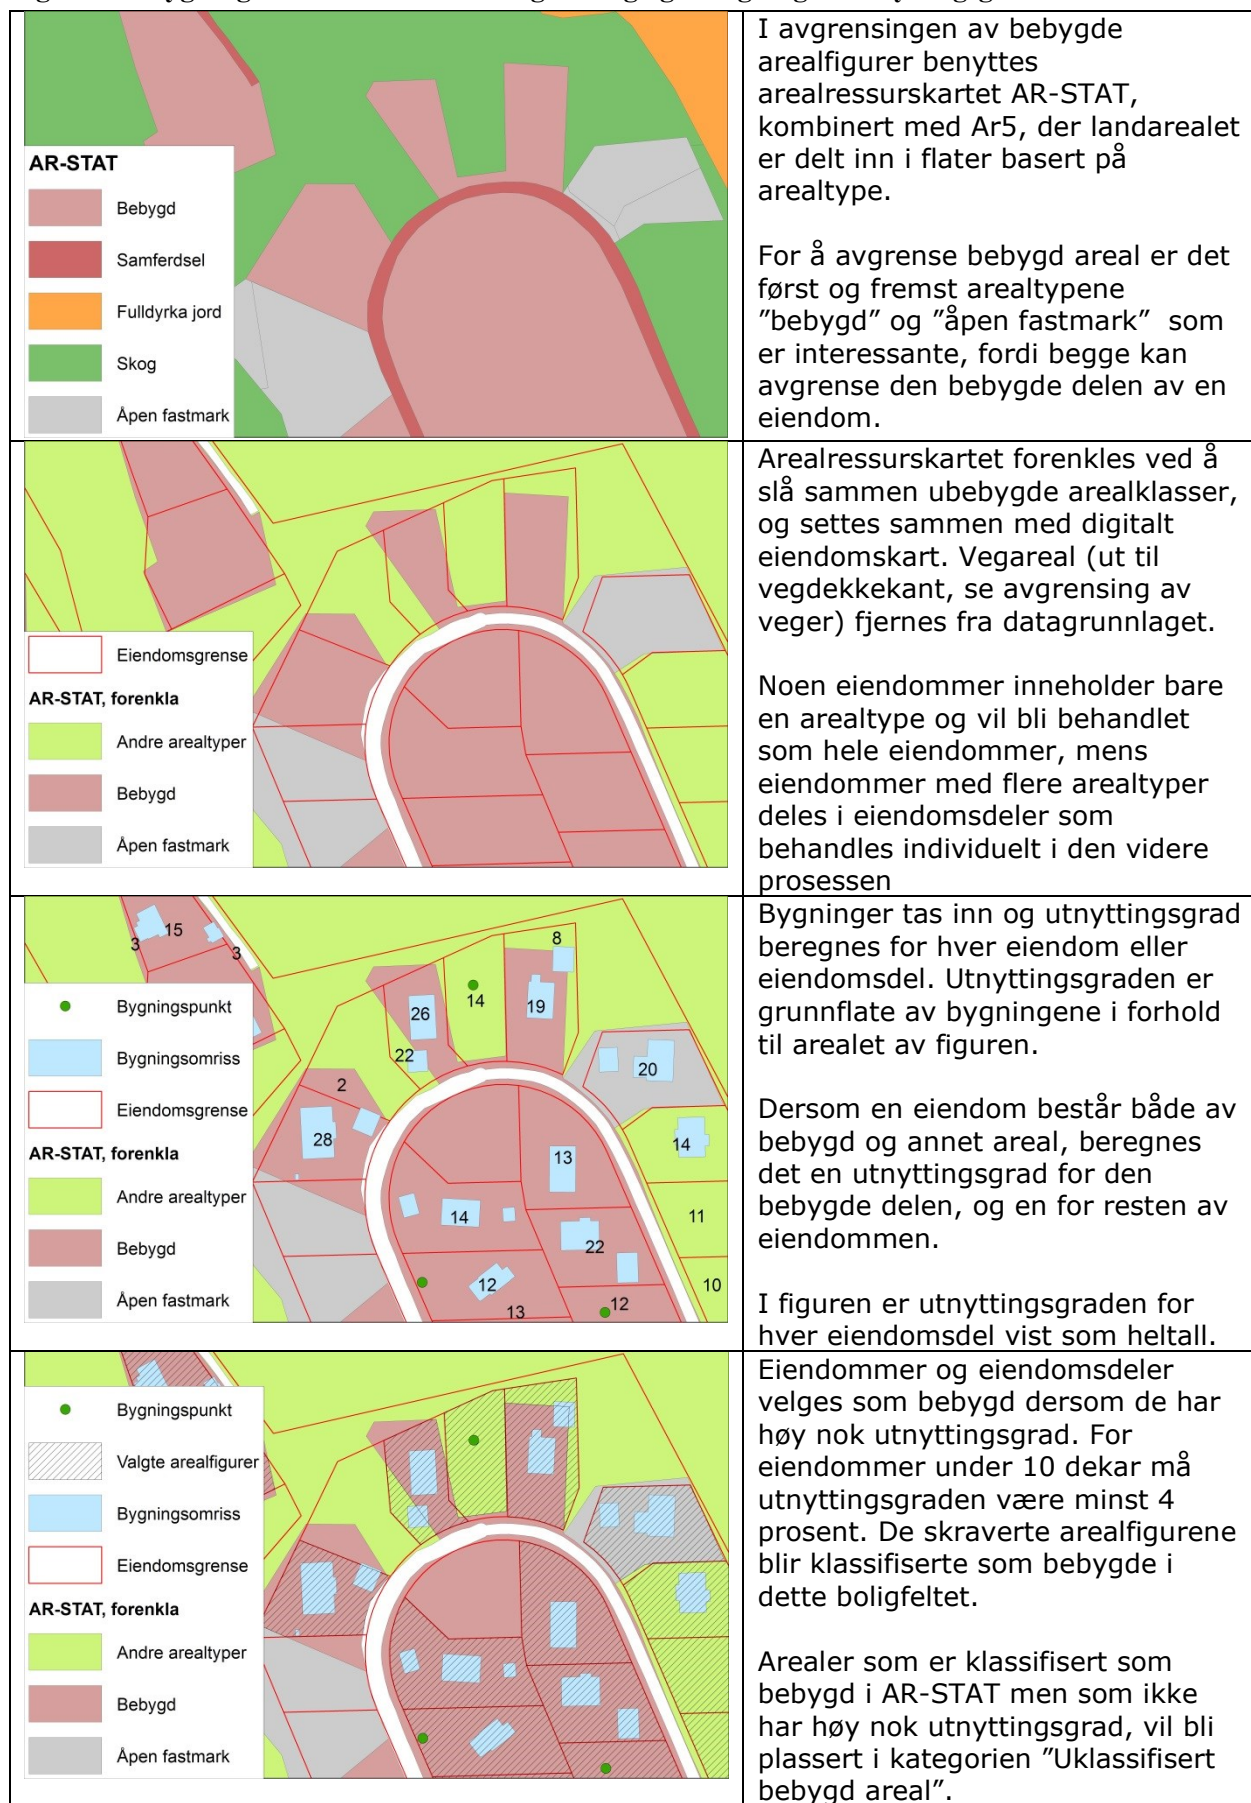 AR-STAT
Bebygd
Samferdsel
Fulldyrka jord
Skog
Åpen fastmark
I avgrensingen av bebygde
arealfigurer benyttes
arealressurskartet AR-STAT,
kombinert med Ar5, der landarealet
er delt inn i flater basert på
arealtype.
For å avgrense bebygd areal er det
først og fremst arealtypene
”bebygd” og ”åpen fastmark” som
er interessante, fordi begge kan
avgrense den bebygde delen av en
eiendom.
Eiendomsgrense
AR-STAT, forenkla
Andre arealtyper
Bebygd
Åpen fastmark
Arealressurskartet forenkles ved å
slå sammen ubebygde arealklasser,
og settes sammen med digitalt
eiendomskart. Vegareal (ut til
vegdekkekant, se avgrensing av
veger) fjernes fra datagrunnlaget.
Noen eiendommer inneholder bare
en arealtype og vil bli behandlet
som hele eiendommer, mens
eiendommer med flere arealtyper
deles i eiendomsdeler som
behandles individuelt i den videre
prosessen
3
15
3
8
14
26
19
22
20
2
28
14
13
14
11
22
12
10
13
12
Bygningspunkt
Bygningsomriss
Eiendomsgrense
AR-STAT, forenkla
Andre arealtyper
Bebygd
Åpen fastmark
Bygninger tas inn og utnyttingsgrad
beregnes for hver eiendom eller
eiendomsdel. Utnyttingsgraden er
grunnflate av bygningene i forhold
til arealet av figuren.
Dersom en eiendom består både av
bebygd og annet areal, beregnes
det en utnyttingsgrad for den
bebygde delen, og en for resten av
eiendommen.
I figuren er utnyttingsgraden for
hver eiendomsdel vist som heltall.
Bygningspunkt
Valgte arealfigurer
Bygningsomriss
Eiendomsgrense
AR-STAT, forenkla
Andre arealtyper
Bebygd
Åpen fastmark
Eiendommer og eiendomsdeler
velges som bebygd dersom de har
høy nok utnyttingsgrad. For
eiendommer under 10 dekar må
utnyttingsgraden være minst 4
prosent. De skraverte arealfigurene
blir klassifiserte som bebygde i
dette boligfeltet.
Arealer som er klassifisert som
bebygd i AR-STAT men som ikke
har høy nok utnyttingsgrad, vil bli
plassert i kategorien ”Uklassifisert
bebygd areal”.